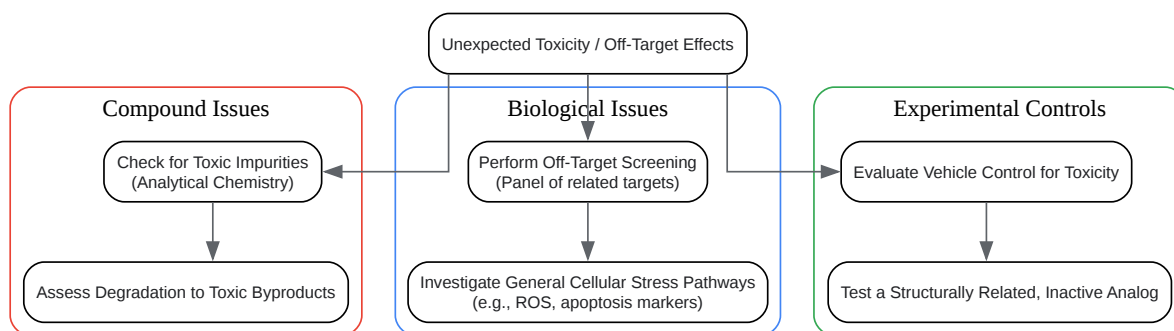 Unexpected Toxicity / Off-Target Effects
Compound Issues
Check for Toxic Impurities
(Analytical Chemistry)
Assess Degradation to Toxic Byproducts
Biological Issues
Perform Off-Target Screening
(Panel of related targets)
Investigate General Cellular Stress Pathways
(e.g., ROS, apoptosis markers)
Experimental Controls
Evaluate Vehicle Control for Toxicity
Test a Structurally Related, Inactive Analog